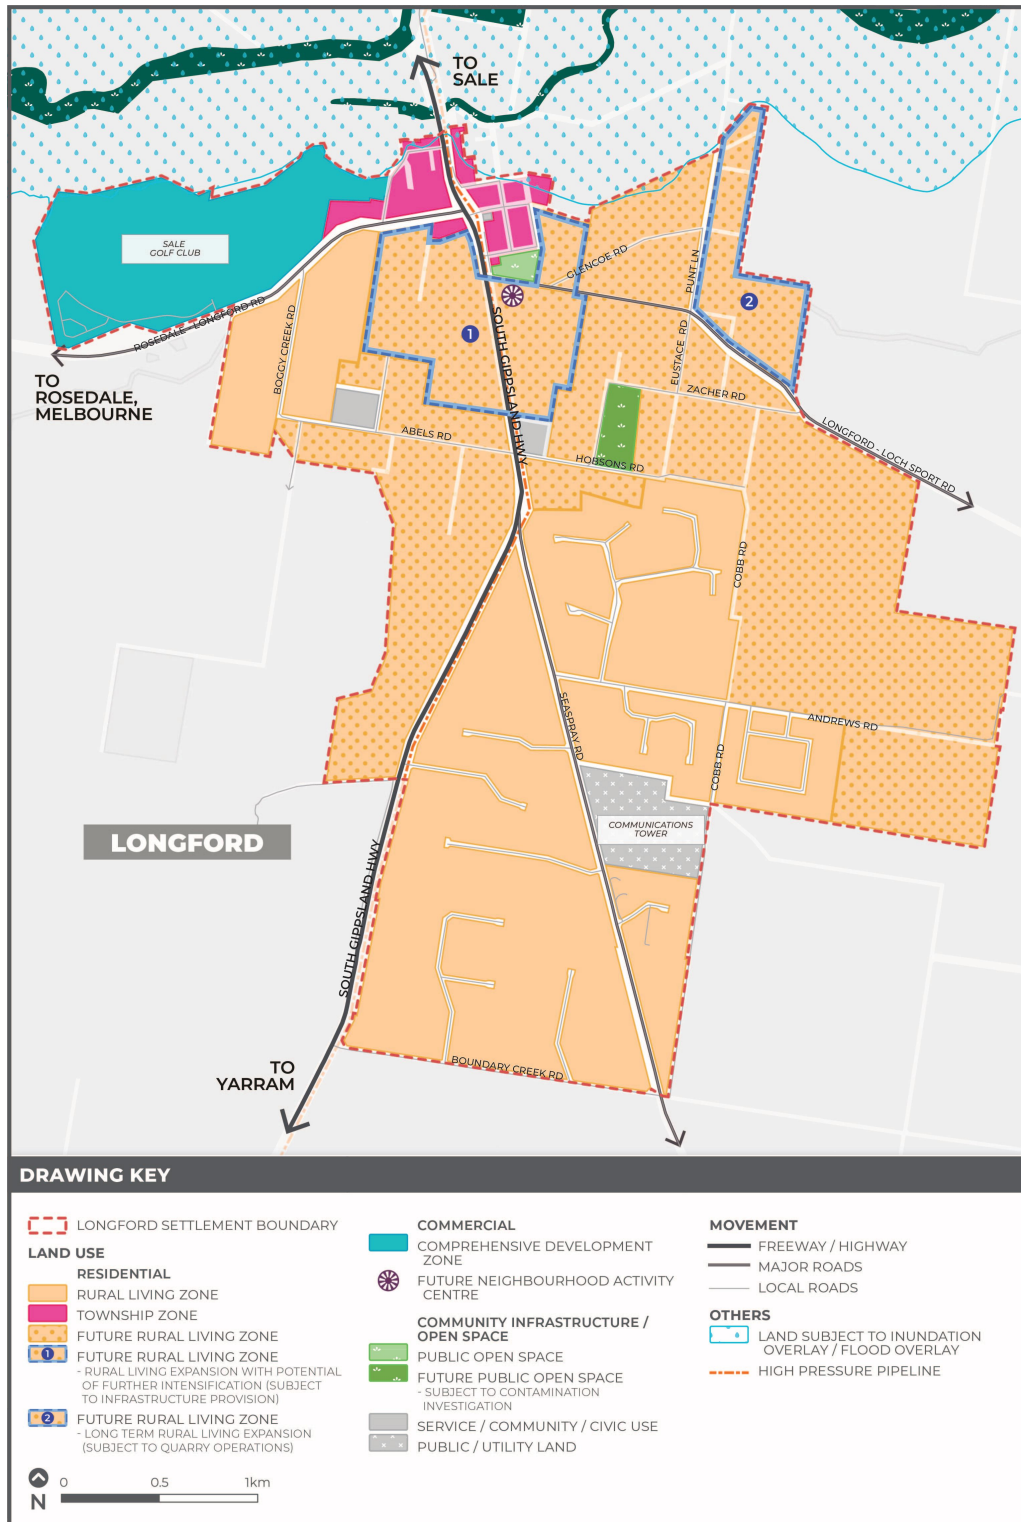 TO
SALE
SALE
GOLF CLUB
GLENCOE RD
PUNT LN
2
1
ROSEDALE - LONGFORD RD
BOGGY CREEK RD
SOUTH GIPPSLAND HWY
EUSTACE RD
TO
ROSEDALE,
MELBOURNE
ZACHER RD
ABELS RD
HOBSONS RD
LONGFORD - LOCH SPORT RD
COBB RD
SEASPRAY RD
ANDREWS RD
COBB RD
COMMUNICATIONS
TOWER
LONGFORD
SOUTH GIPPSLAND HWY
TO
YARRAM
BOUNDARY CREEK RD
DRAWING KEY
LONGFORD SETTLEMENT BOUNDARY
LAND USE
RESIDENTIAL
RURAL LIVING ZONE
TOWNSHIP ZONE
FUTURE RURAL LIVING ZONE
1 FUTURE RURAL LIVING ZONE
- RURAL LIVING EXPANSION WITH POTENTIAL
OF FURTHER INTENSIFICATION (SUBJECT
TO INFRASTRUCTURE PROVISION)
2 FUTURE RURAL LIVING ZONE
- LONG TERM RURAL LIVING EXPANSION
(SUBJECT TO QUARRY OPERATIONS)
COMMERCIAL
COMPREHENSIVE DEVELOPMENT
ZONE
FUTURE NEIGHBOURHOOD ACTIVITY
CENTRE
COMMUNITY INFRASTRUCTURE /
OPEN SPACE
PUBLIC OPEN SPACE
FUTURE PUBLIC OPEN SPACE
- SUBJECT TO CONTAMINATION
INVESTIGATION
SERVICE / COMMUNITY / CIVIC USE
PUBLIC / UTILITY LAND
MOVEMENT
FREEWAY / HIGHWAY
MAJOR ROADS
LOCAL ROADS
OTHERS
LAND SUBJECT TO INUNDATION
OVERLAY / FLOOD OVERLAY
HIGH PRESSURE PIPELINE
0 0.5 1km
N